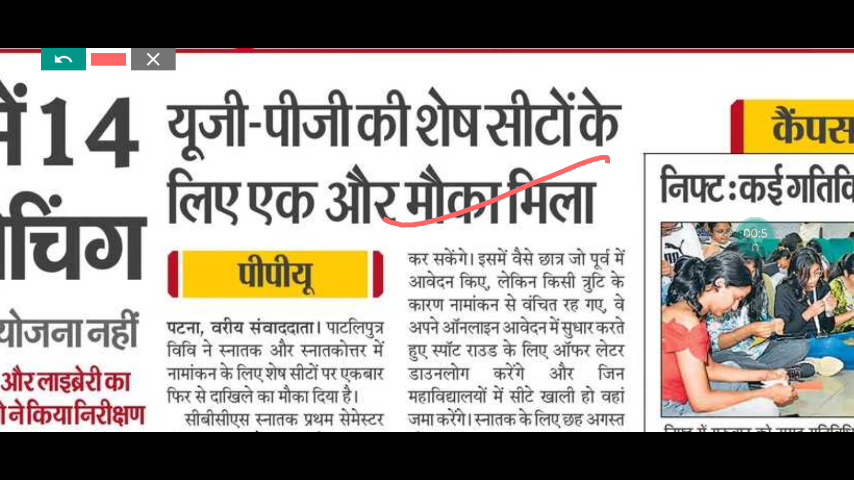 में 14
चिंग
योजना नहीं
और लाइब्रेरी का
ने किया निरीक्षण
यूजी-पीजी की शेष सीटों के
लिए एक और मौका मिला
पीपीयू
पटना, वरीय संवाददाता। पाटलिपुत्र
विवि ने स्नातक और स्नातकोत्तर में
नामांकन के लिए शेष सीटों पर एकबार
फिर से दाखिले का मौका दिया है।
सीबीसीएस स्नातक प्रथम सेमेस्टर
कर सकेंगे। इसमें वैसे छात्र जो पूर्व में
आवेदन किए, लेकिन किसी त्रुटि के
कारण नामांकन से वंचित रह गए, वे
अपने ऑनलाइन आवेदन में सुधार करते
हुए स्पॉट राउड के लिए ऑफर लेटर
डाउनलोग करेंगे और जिन
महाविद्यालयों में सीटे खाली हो वहां
जमा करेंगे। स्नातक के लिए छह अगस्त
कैंपस
निफ्ट : कई गतिवि
00:5